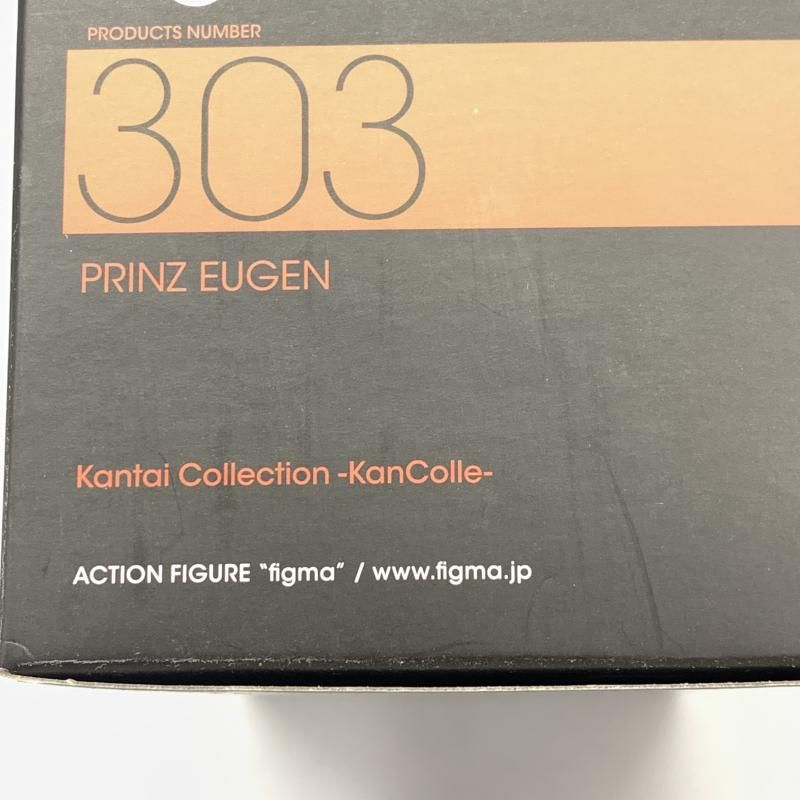 PRODUCTS NUMBER
303
PRINZ EUGEN
Kantai Collection -KanColle-
ACTION FIGURE "figma" / www.figma.jp